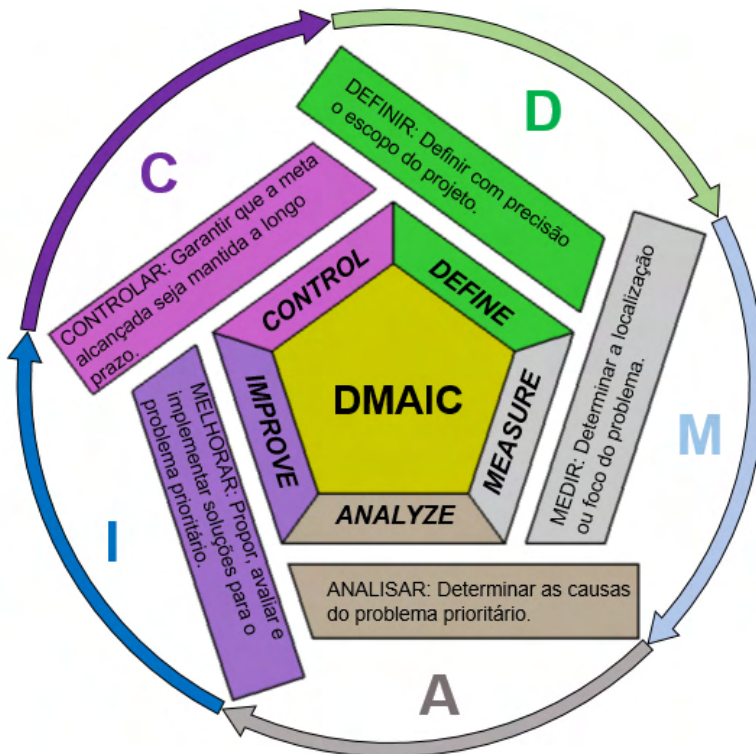 D
DEFINIR: Definir com precisão
o escopo do projeto.
C
CONTROLAR: Garantir que a meta
alcançada seja mantida a longo
prazo.
CONTROL
DEFINE
DMAIC
IMPROVE
MEASURE
ANALYZE
M
MEDIR: Determinar a localização
ou foco do problema.
I
MELHORAR: Propor, avaliar e
implementar soluções para o
problema prioritário.
ANALISAR: Determinar as causas
do problema prioritário.
A